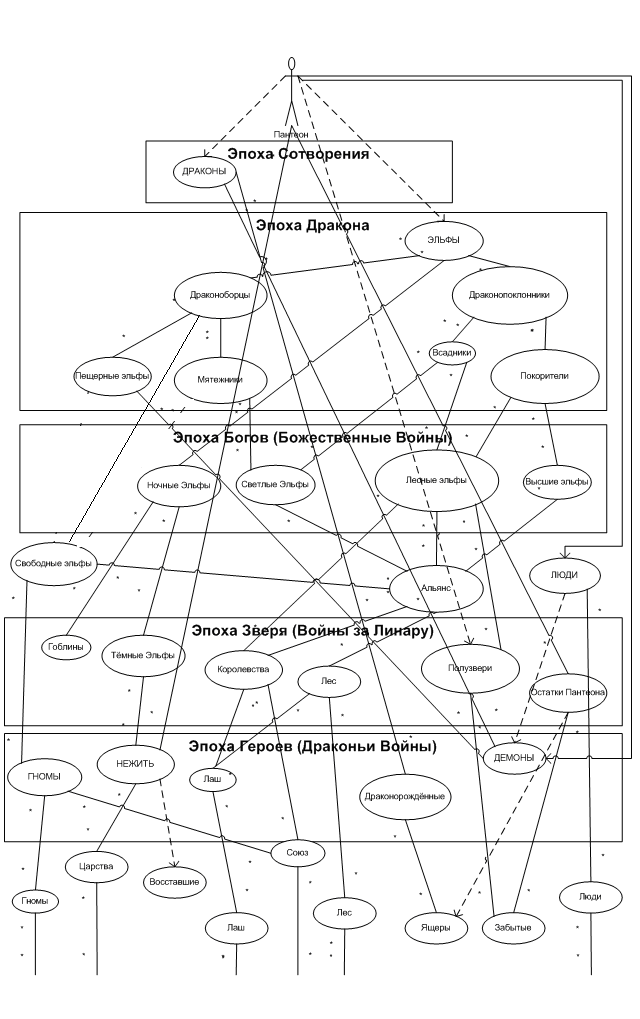 Пантеон
Эпоха Сотворения
ДРАКОНЫ
Эпоха Дракона
ЭЛЬФЫ
Драконоборцы
Драконопоклонники
Всадники
Пещерные эльфы
Мятежники
Покорители
Эпоха Богов (Божественные Войны)
Ночные Эльфы
Светлые Эльфы
Лесные эльфы
Высшие эльфы
Свободные эльфы
Альянс
ЛЮДИ
Эпоха Зверя (Войны за Линару)
Гоблины
Тёмные Эльфы
Королевства
Лес
Полузвери
Остатки Пантеона
Эпоха Героев (Драконьи Войны)
ГНОМЫ
НЕЖИТЬ
Лаш
ДЕМОНЫ
Драконорождённые
Царства
Союз
Восставшие
Гномы
Лаш
Лес
Ящеры
Забытые
Люди